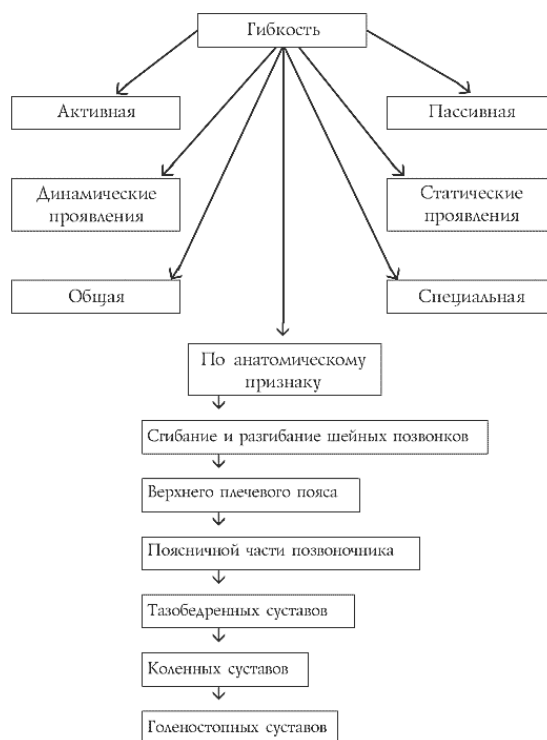 Гибкость
Активная
Пассивная
Динамические
проявления
Статические
проявления
Общая
Специальная
По анатомическому
признаку
Сгибание и разгибание шейных позвонков
Верхнего плечевого пояса
Поясничной части позвоночника
Тазобедренных суставов
Коленных суставов
Голеностопных суставов